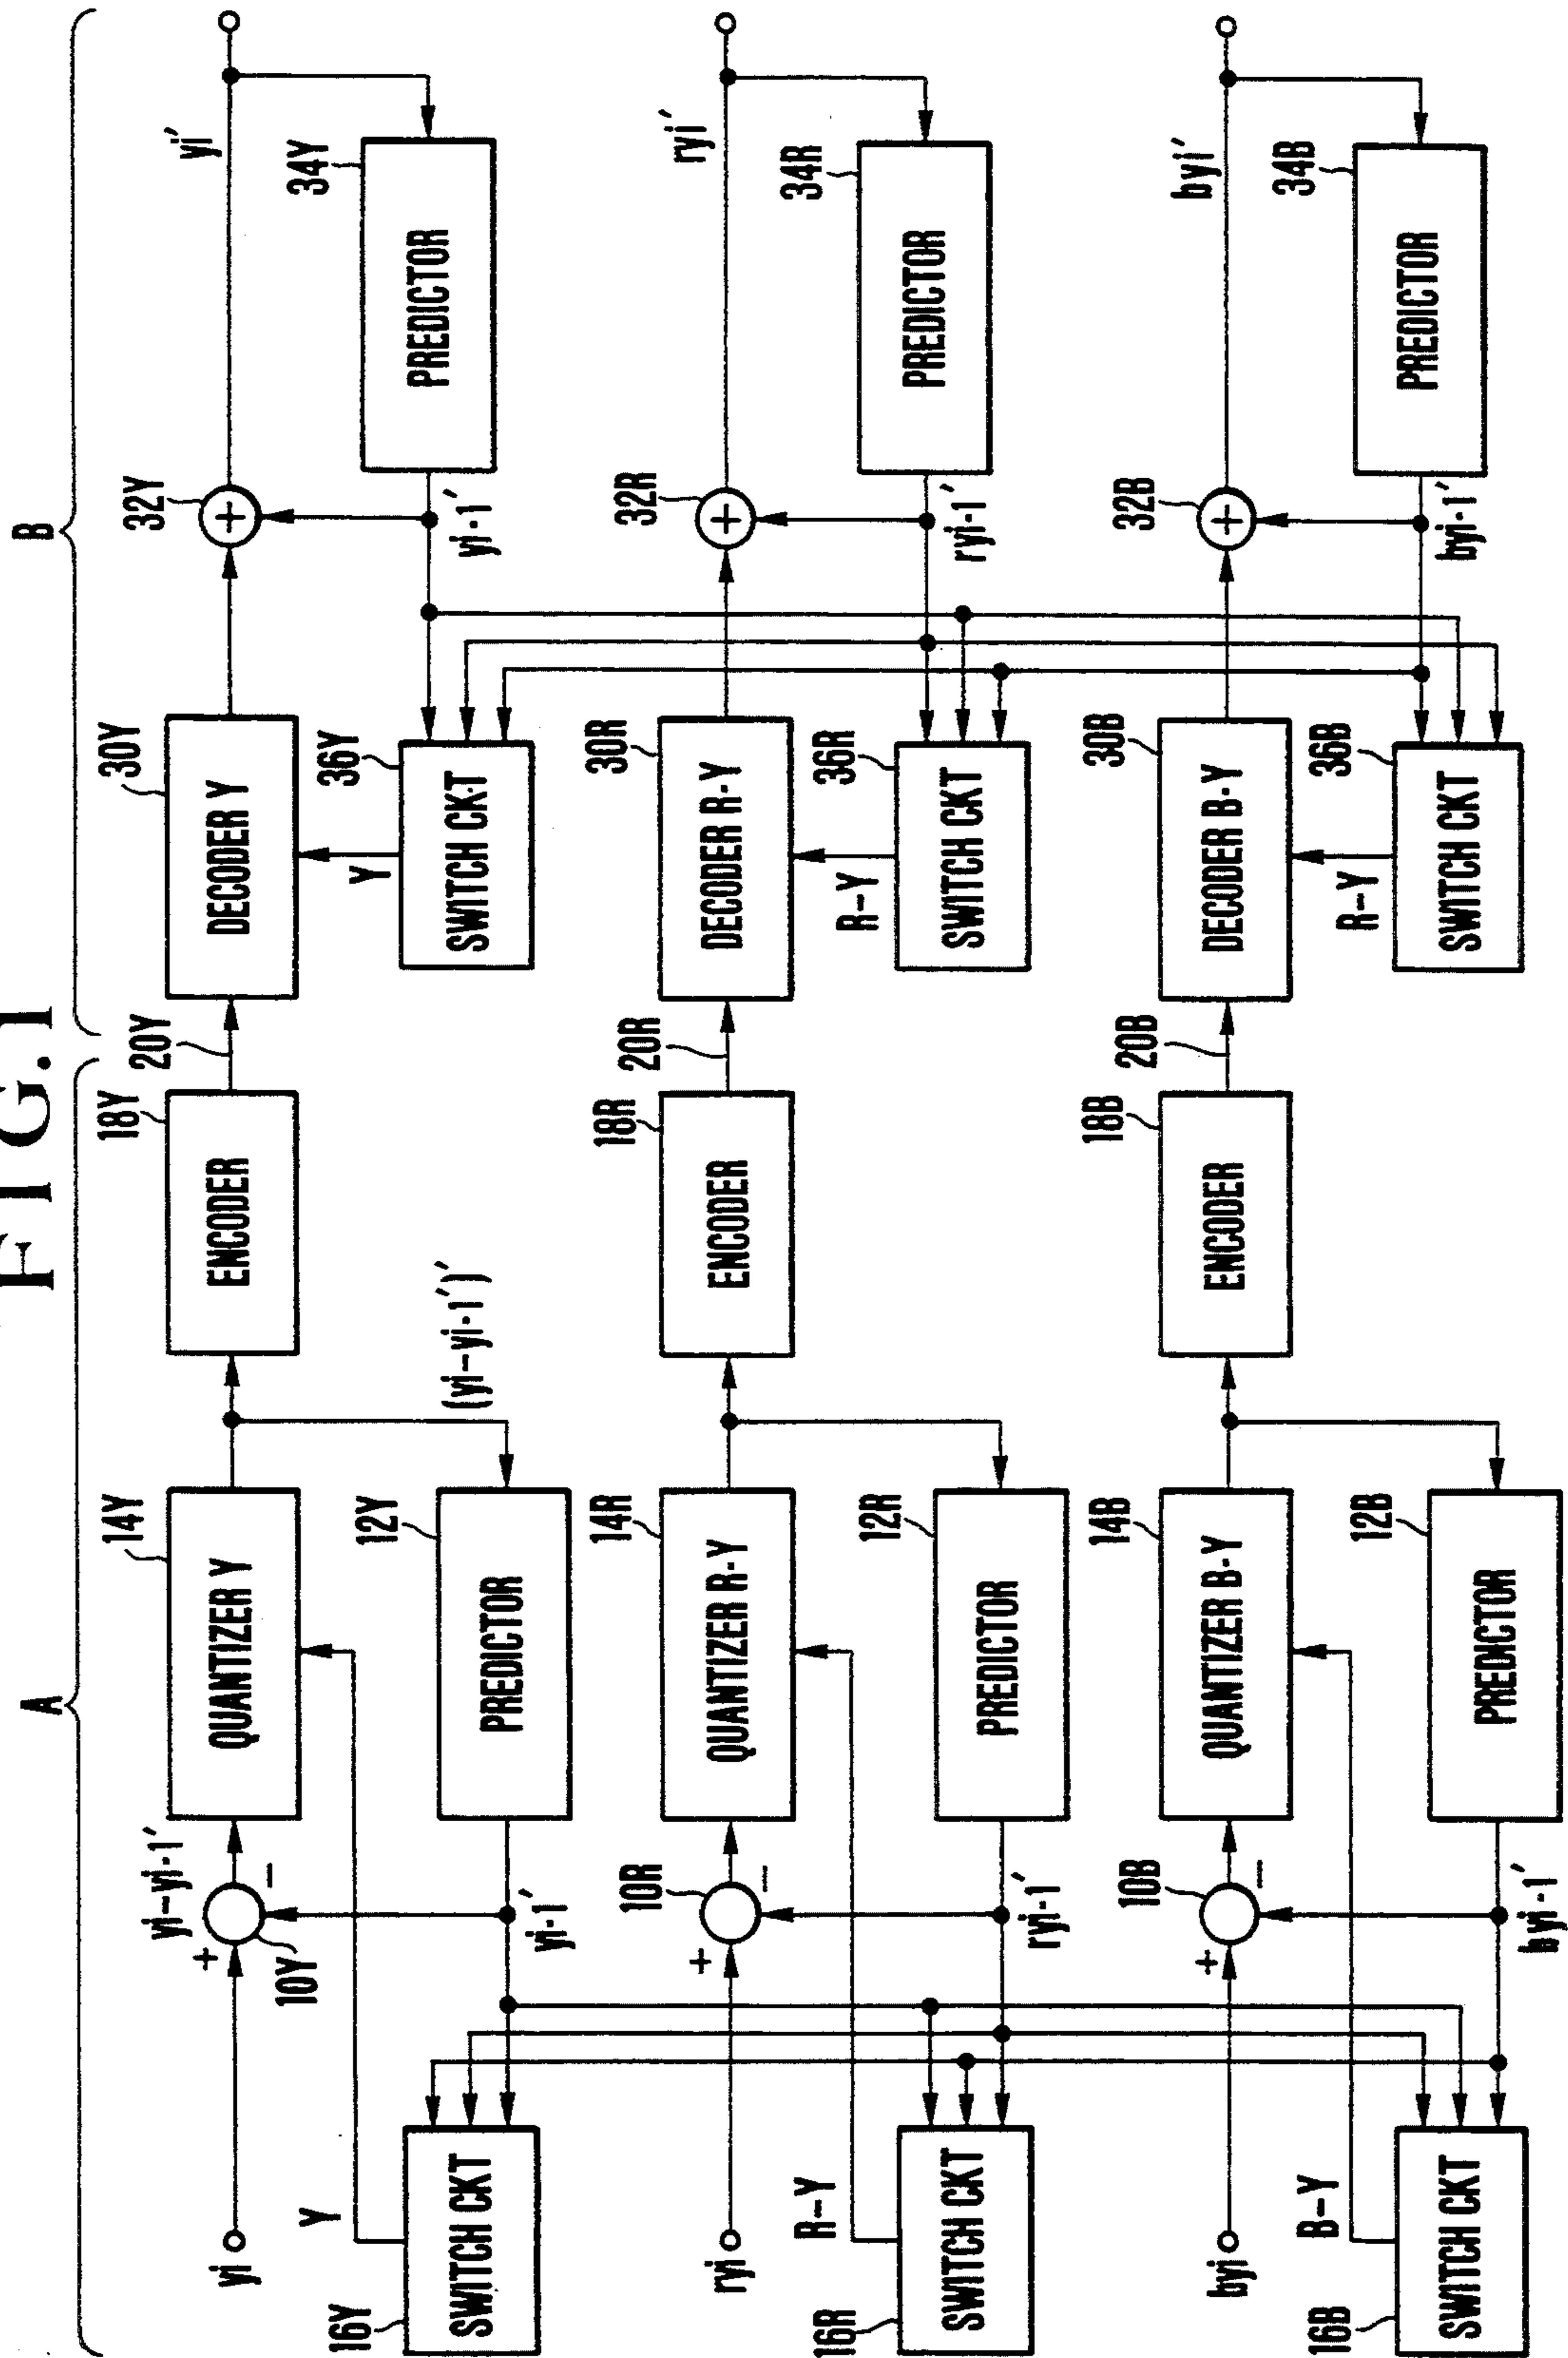 FIG.1
A
B
yi
+
10Y
−
yi−yi-1′
QUANTIZER Y
14Y
ENCODER
18Y
20Y
DECODER Y
30Y
+
32Y
yi′
16Y
SWITCH CKT
Y
yi-1′
PREDICTOR
12Y
(yi−yi-1′)′
SWITCH CK·T
36Y
Y
yi-1′
PREDICTOR
34Y
ryi
+
10R
−
QUANTIZER R-Y
14R
ENCODER
18R
20R
DECODER R-Y
30R
+
32R
ryi′
16R
SWITCH CKT
R−Y
ryi-1′
PREDICTOR
12R
SWITCH CKT
36R
R−Y
ryi-1′
PREDICTOR
34R
byi
+
10B
−
QUANTIZER B-Y
14B
ENCODER
18B
20B
DECODER B-Y
30B
+
32B
byi′
16B
SWITCH CKT
B−Y
byi-1′
PREDICTOR
12B
SWITCH CKT
36B
R−Y
byi-1′
PREDICTOR
34B